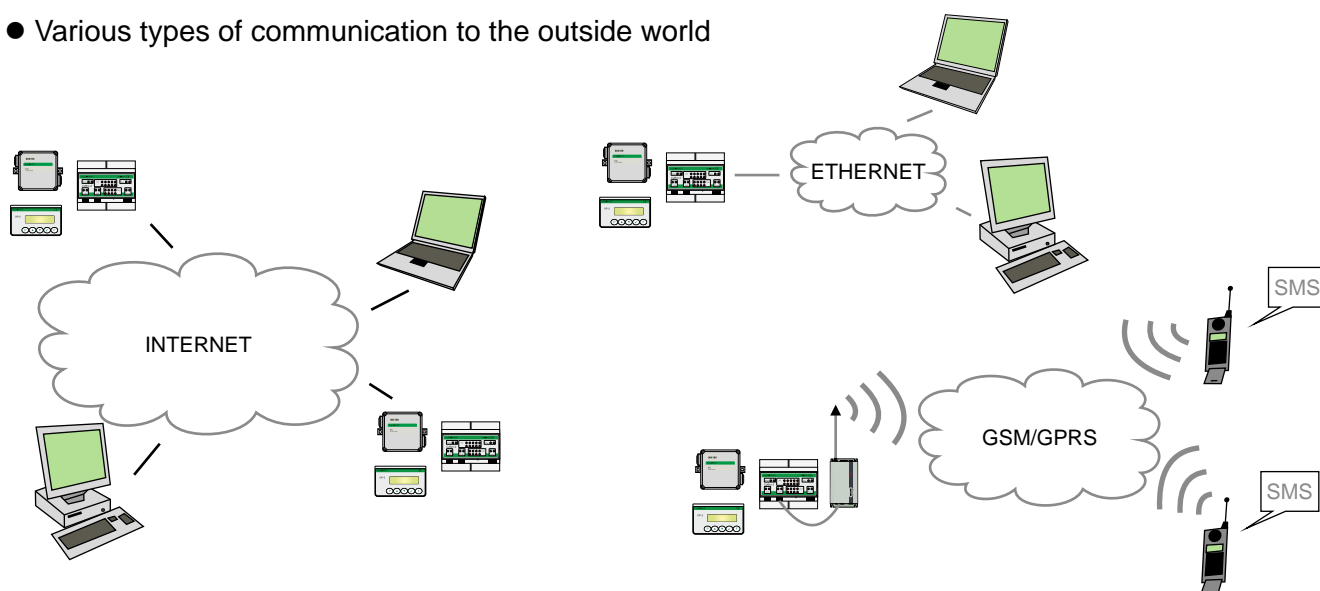 ● Various types of communication to the outside world
ETHERNET
SMS
INTERNET
GSM/GPRS
SMS